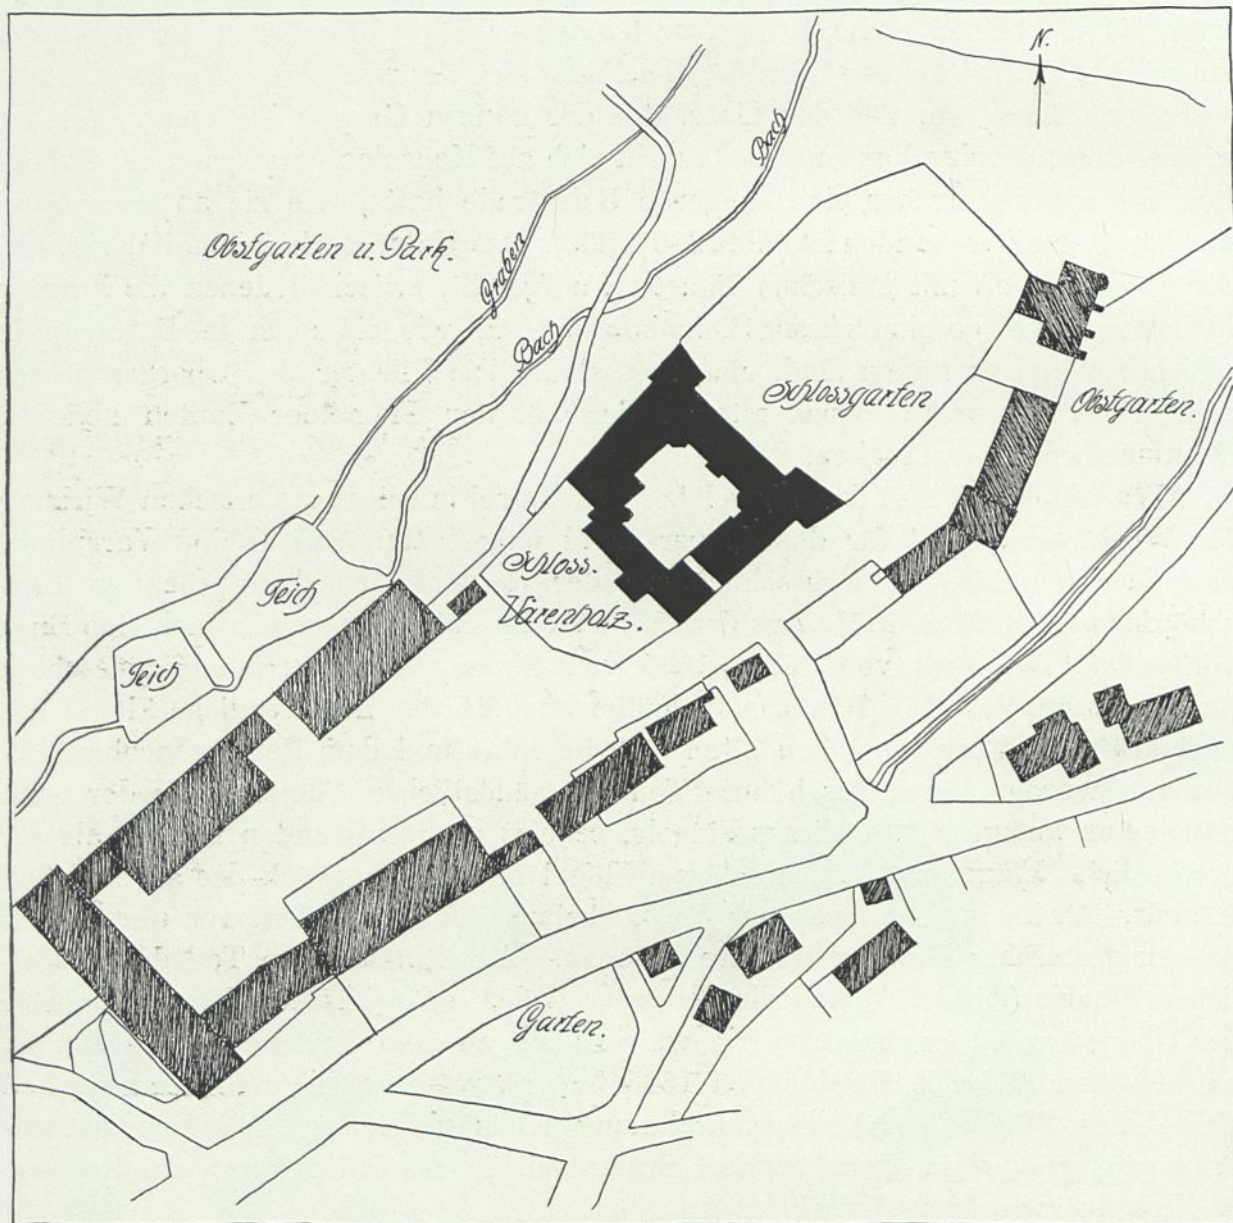 N.
Bach
Obstgarten u. Park.
Graben
Bach
Schlossgarten
Obstgarten.
Schloss.
Varenholz.
Teich
Teich
Garten.